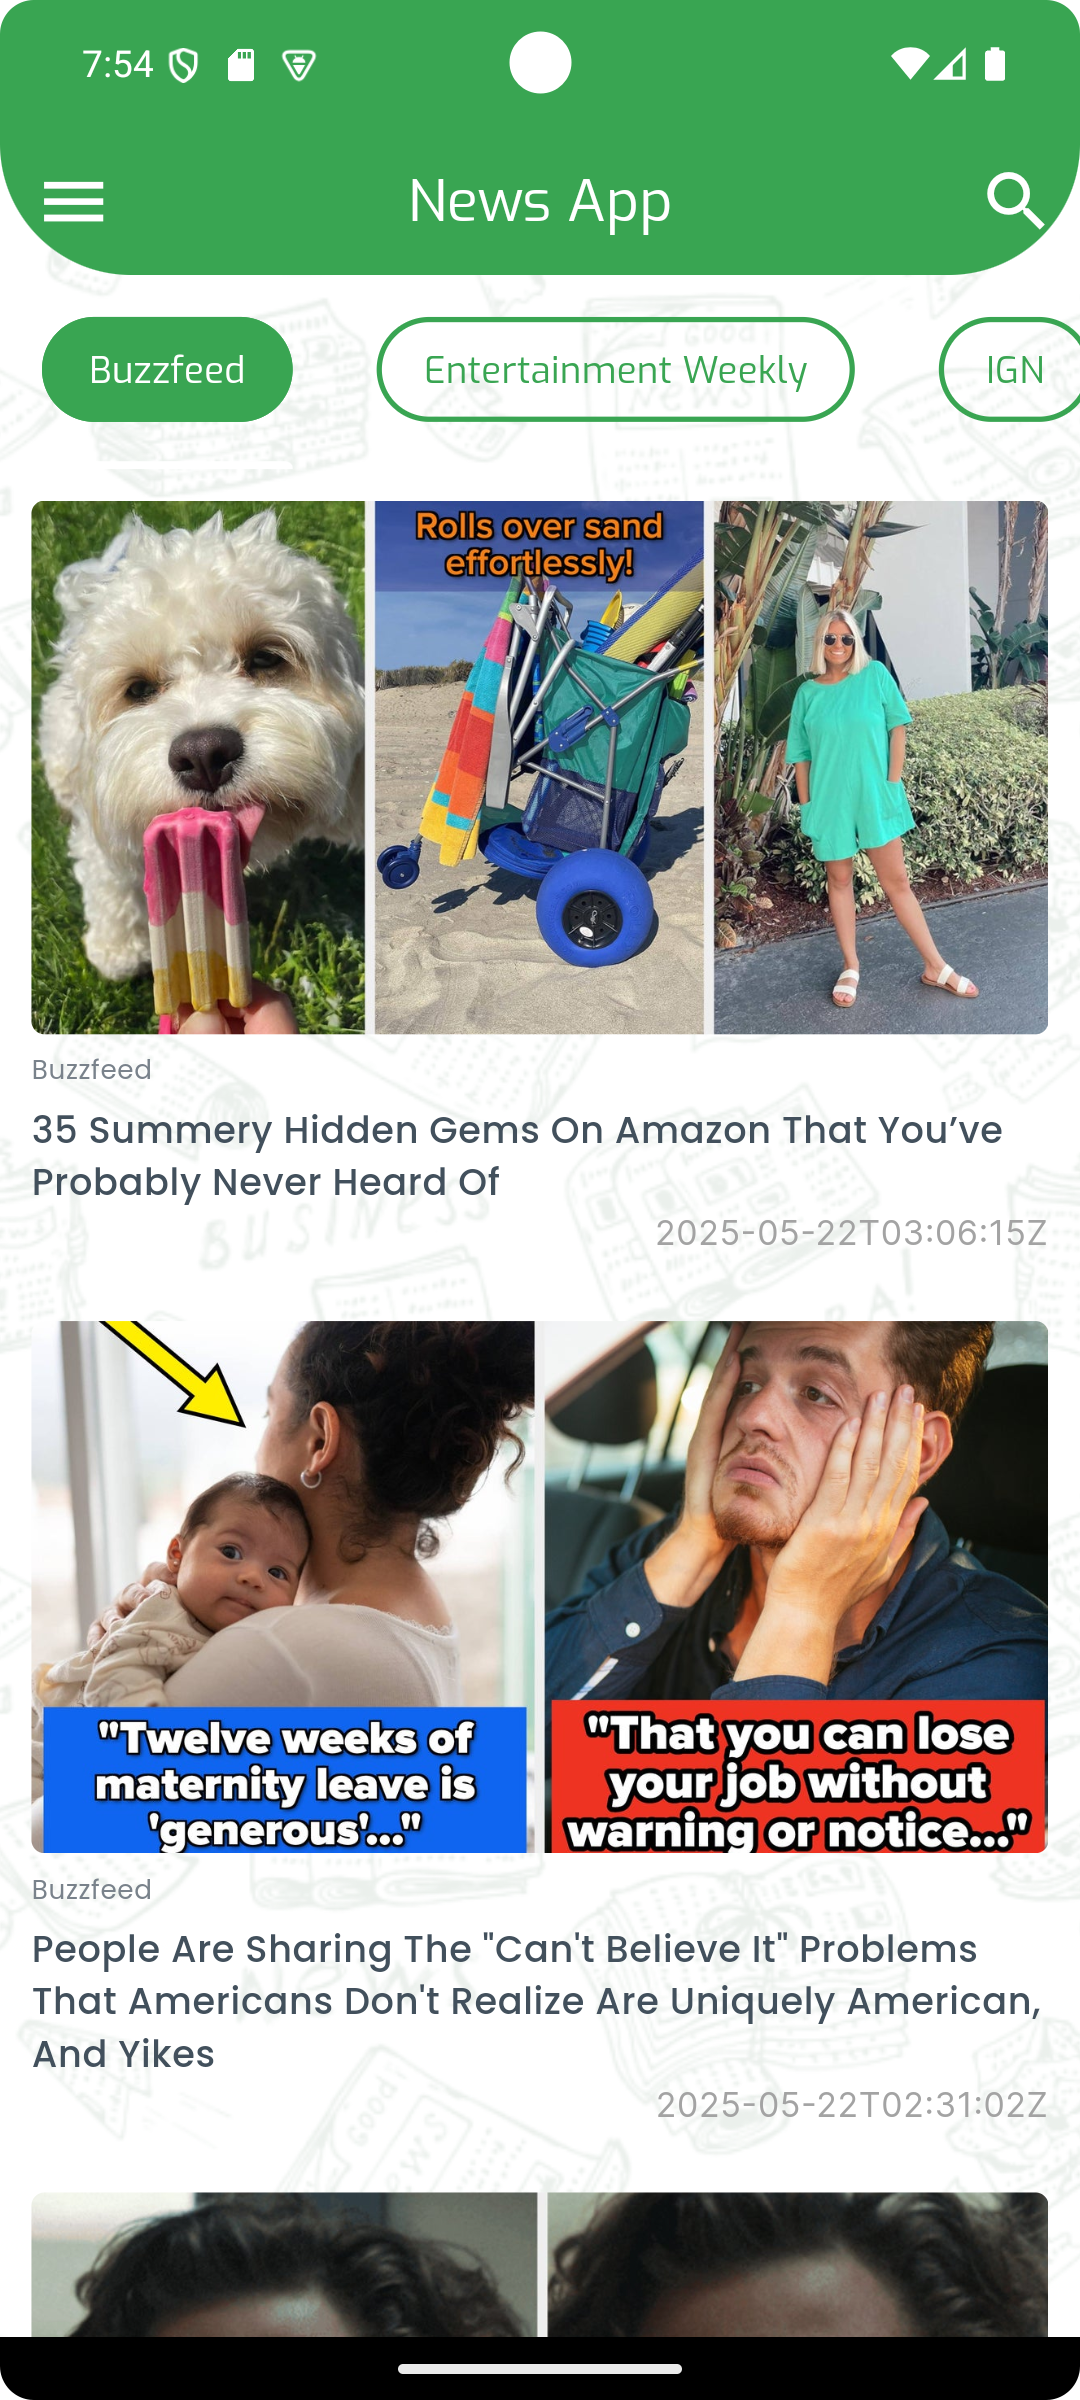 7:54
News App
Buzzfeed
Entertainment Weekly
IGN
Rolls over sand
effortlessly!
Buzzfeed
35 Summery Hidden Gems On Amazon That You’ve
Probably Never Heard Of
2025-05-22T03:06:15Z
"Twelve weeks of
maternity leave is
'generous'..."
"That you can lose
your job without
warning or notice..."
Buzzfeed
People Are Sharing The "Can't Believe It" Problems
That Americans Don't Realize Are Uniquely American,
And Yikes
2025-05-22T02:31:02Z